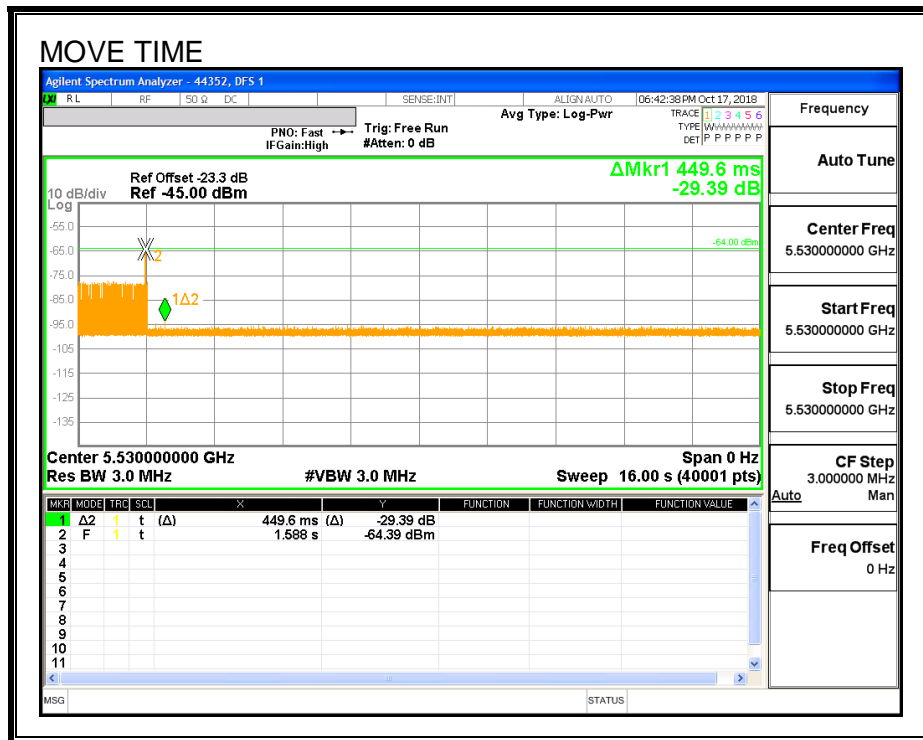 MOVE TIME
Agilent Spectrum Analyzer - 44352, DFS 1
LXI RL RF 50 Ω DC SENSE:INT ALIGN AUTO 06:42:38 PM Oct 17, 2018
PNO: Fast Trig: Free Run Avg Type: Log-Pwr TRACE 1 2 3 4 5 6
IFGain:High #Atten: 0 dB TYPE WWWWWW
DET P P P P P P
ΔMkr1 449.6 ms
-29.39 dB
Ref Offset -23.3 dB
10 dB/div Ref -45.00 dBm
Log
-55.0
-64.00 dBm
-65.0
2
-75.0
-85.0
1Δ2
-95.0
-105
-115
-125
-135
Center 5.530000000 GHz Span 0 Hz
Res BW 3.0 MHz #VBW 3.0 MHz Sweep 16.00 s (40001 pts)
MKR MODE TRC SCL X Y FUNCTION FUNCTION WIDTH FUNCTION VALUE
1 Δ2 1 t (Δ) 449.6 ms (Δ) -29.39 dB
2 F 1 t 1.588 s -64.39 dBm
3
4
5
6
7
8
9
10
11
MSG STATUS
Frequency
Auto Tune
Center Freq
5.530000000 GHz
Start Freq
5.530000000 GHz
Stop Freq
5.530000000 GHz
CF Step
3.000000 MHz
Auto Man
Freq Offset
0 Hz